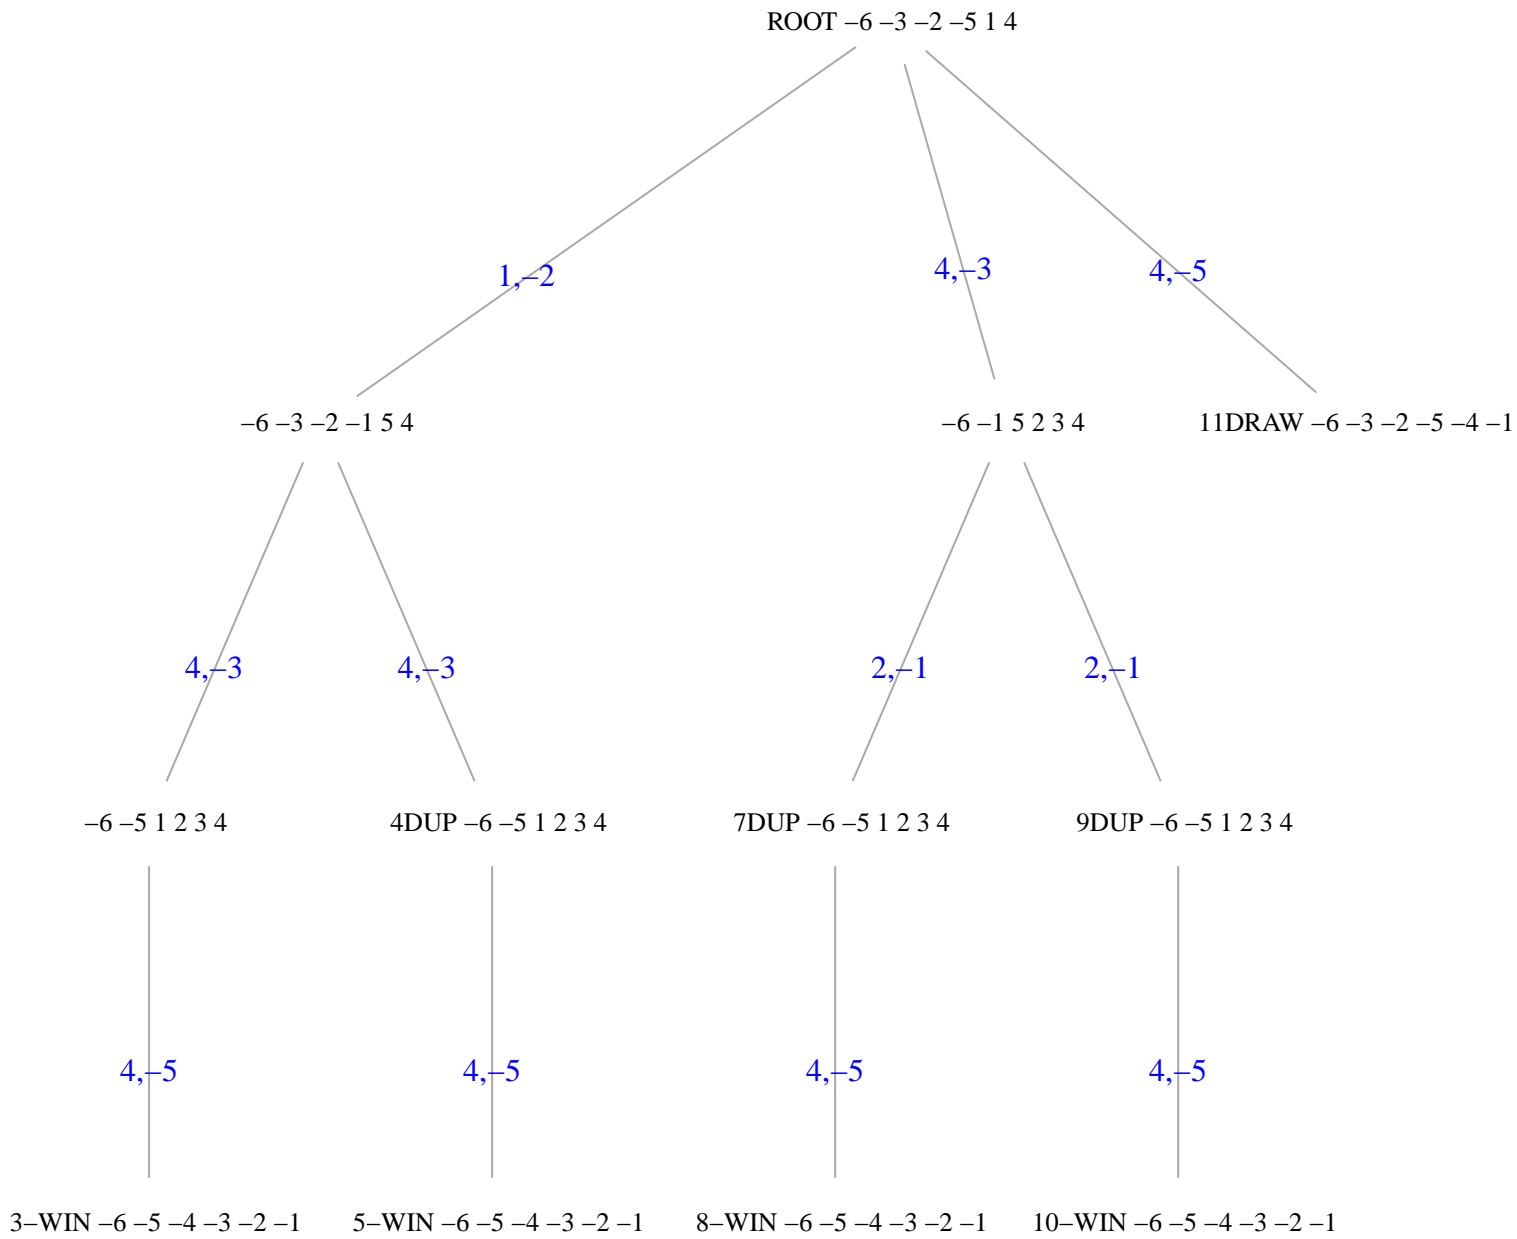 ROOT –6 –3 –2 –5 1 4
1,–2
4,–3
4,–5
–6 –3 –2 –1 5 4
–6 –1 5 2 3 4
11DRAW –6 –3 –2 –5 –4 –1
4,–3
4,–3
2,–1
2,–1
–6 –5 1 2 3 4
4DUP –6 –5 1 2 3 4
7DUP –6 –5 1 2 3 4
9DUP –6 –5 1 2 3 4
4,–5
4,–5
4,–5
4,–5
3–WIN –6 –5 –4 –3 –2 –1
5–WIN –6 –5 –4 –3 –2 –1
8–WIN –6 –5 –4 –3 –2 –1
10–WIN –6 –5 –4 –3 –2 –1